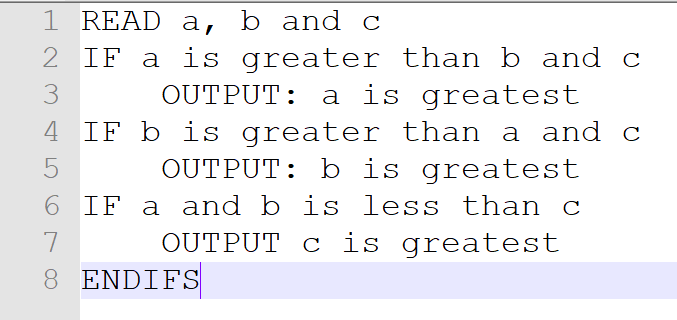 1 READ a, b and c
2 IF a is greater than b and c
3     OUTPUT: a is greatest
4 IF b is greater than a and c
5     OUTPUT: b is greatest
6 IF a and b is less than c
7     OUTPUT c is greatest
8 ENDIFS